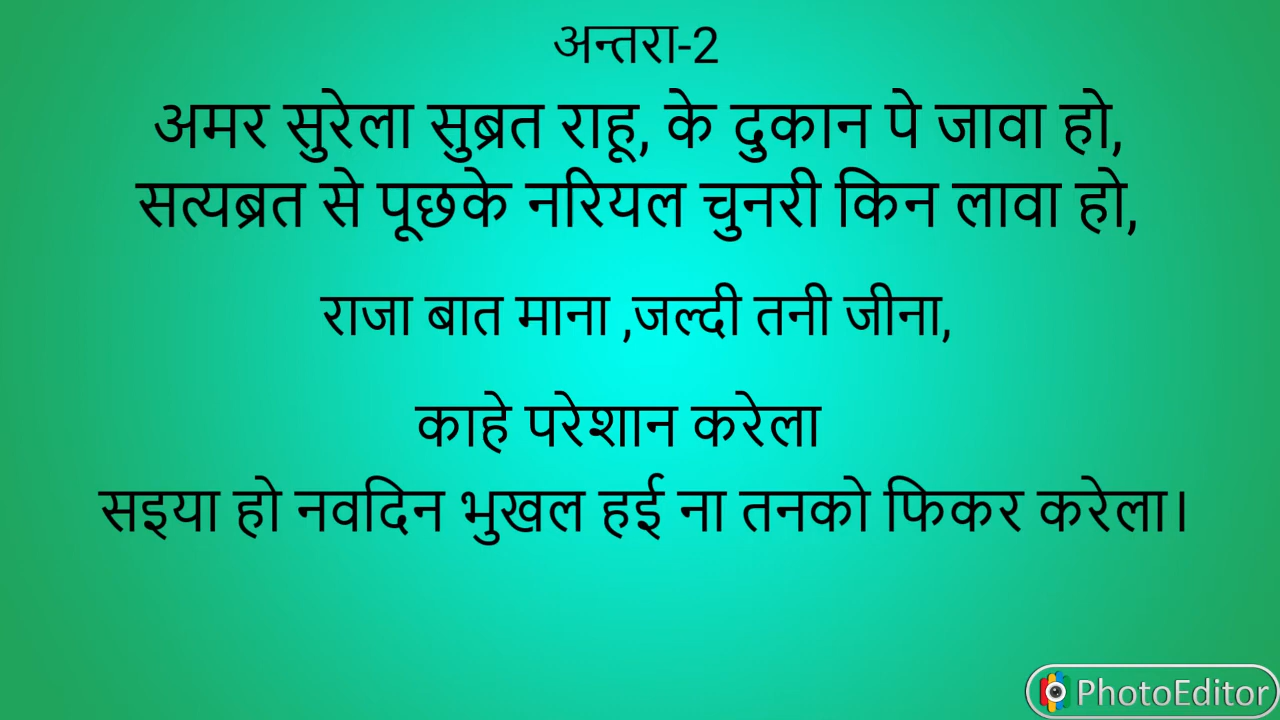 अन्तरा-2
अमर सुरेला सुब्रत राहू, के दुकान पे जावा हो,
सत्यब्रत से पूछके नरियल चुनरी किन लावा हो,
राजा बात माना ,जल्दी तनी जीना,
काहे परेशान करेला
सइया हो नवदिन भुखल हई ना तनको फिकर करेला।
PhotoEditor